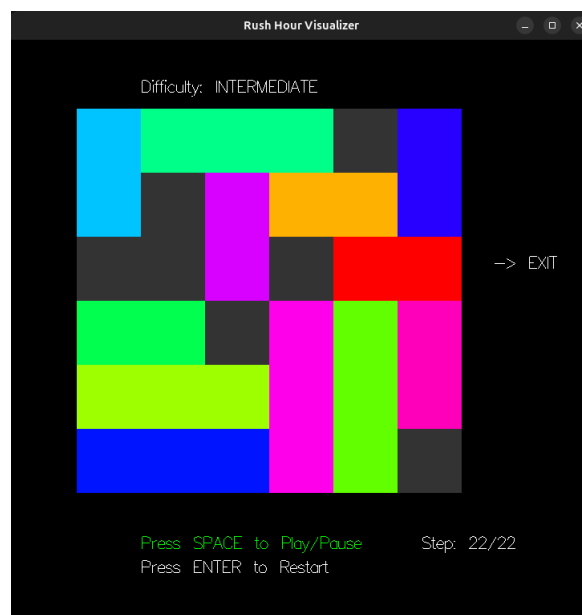 Rush Hour Visualizer
Difficulty: INTERMEDIATE
-> EXIT
Press SPACE to Play/Pause
Step: 22/22
Press ENTER to Restart